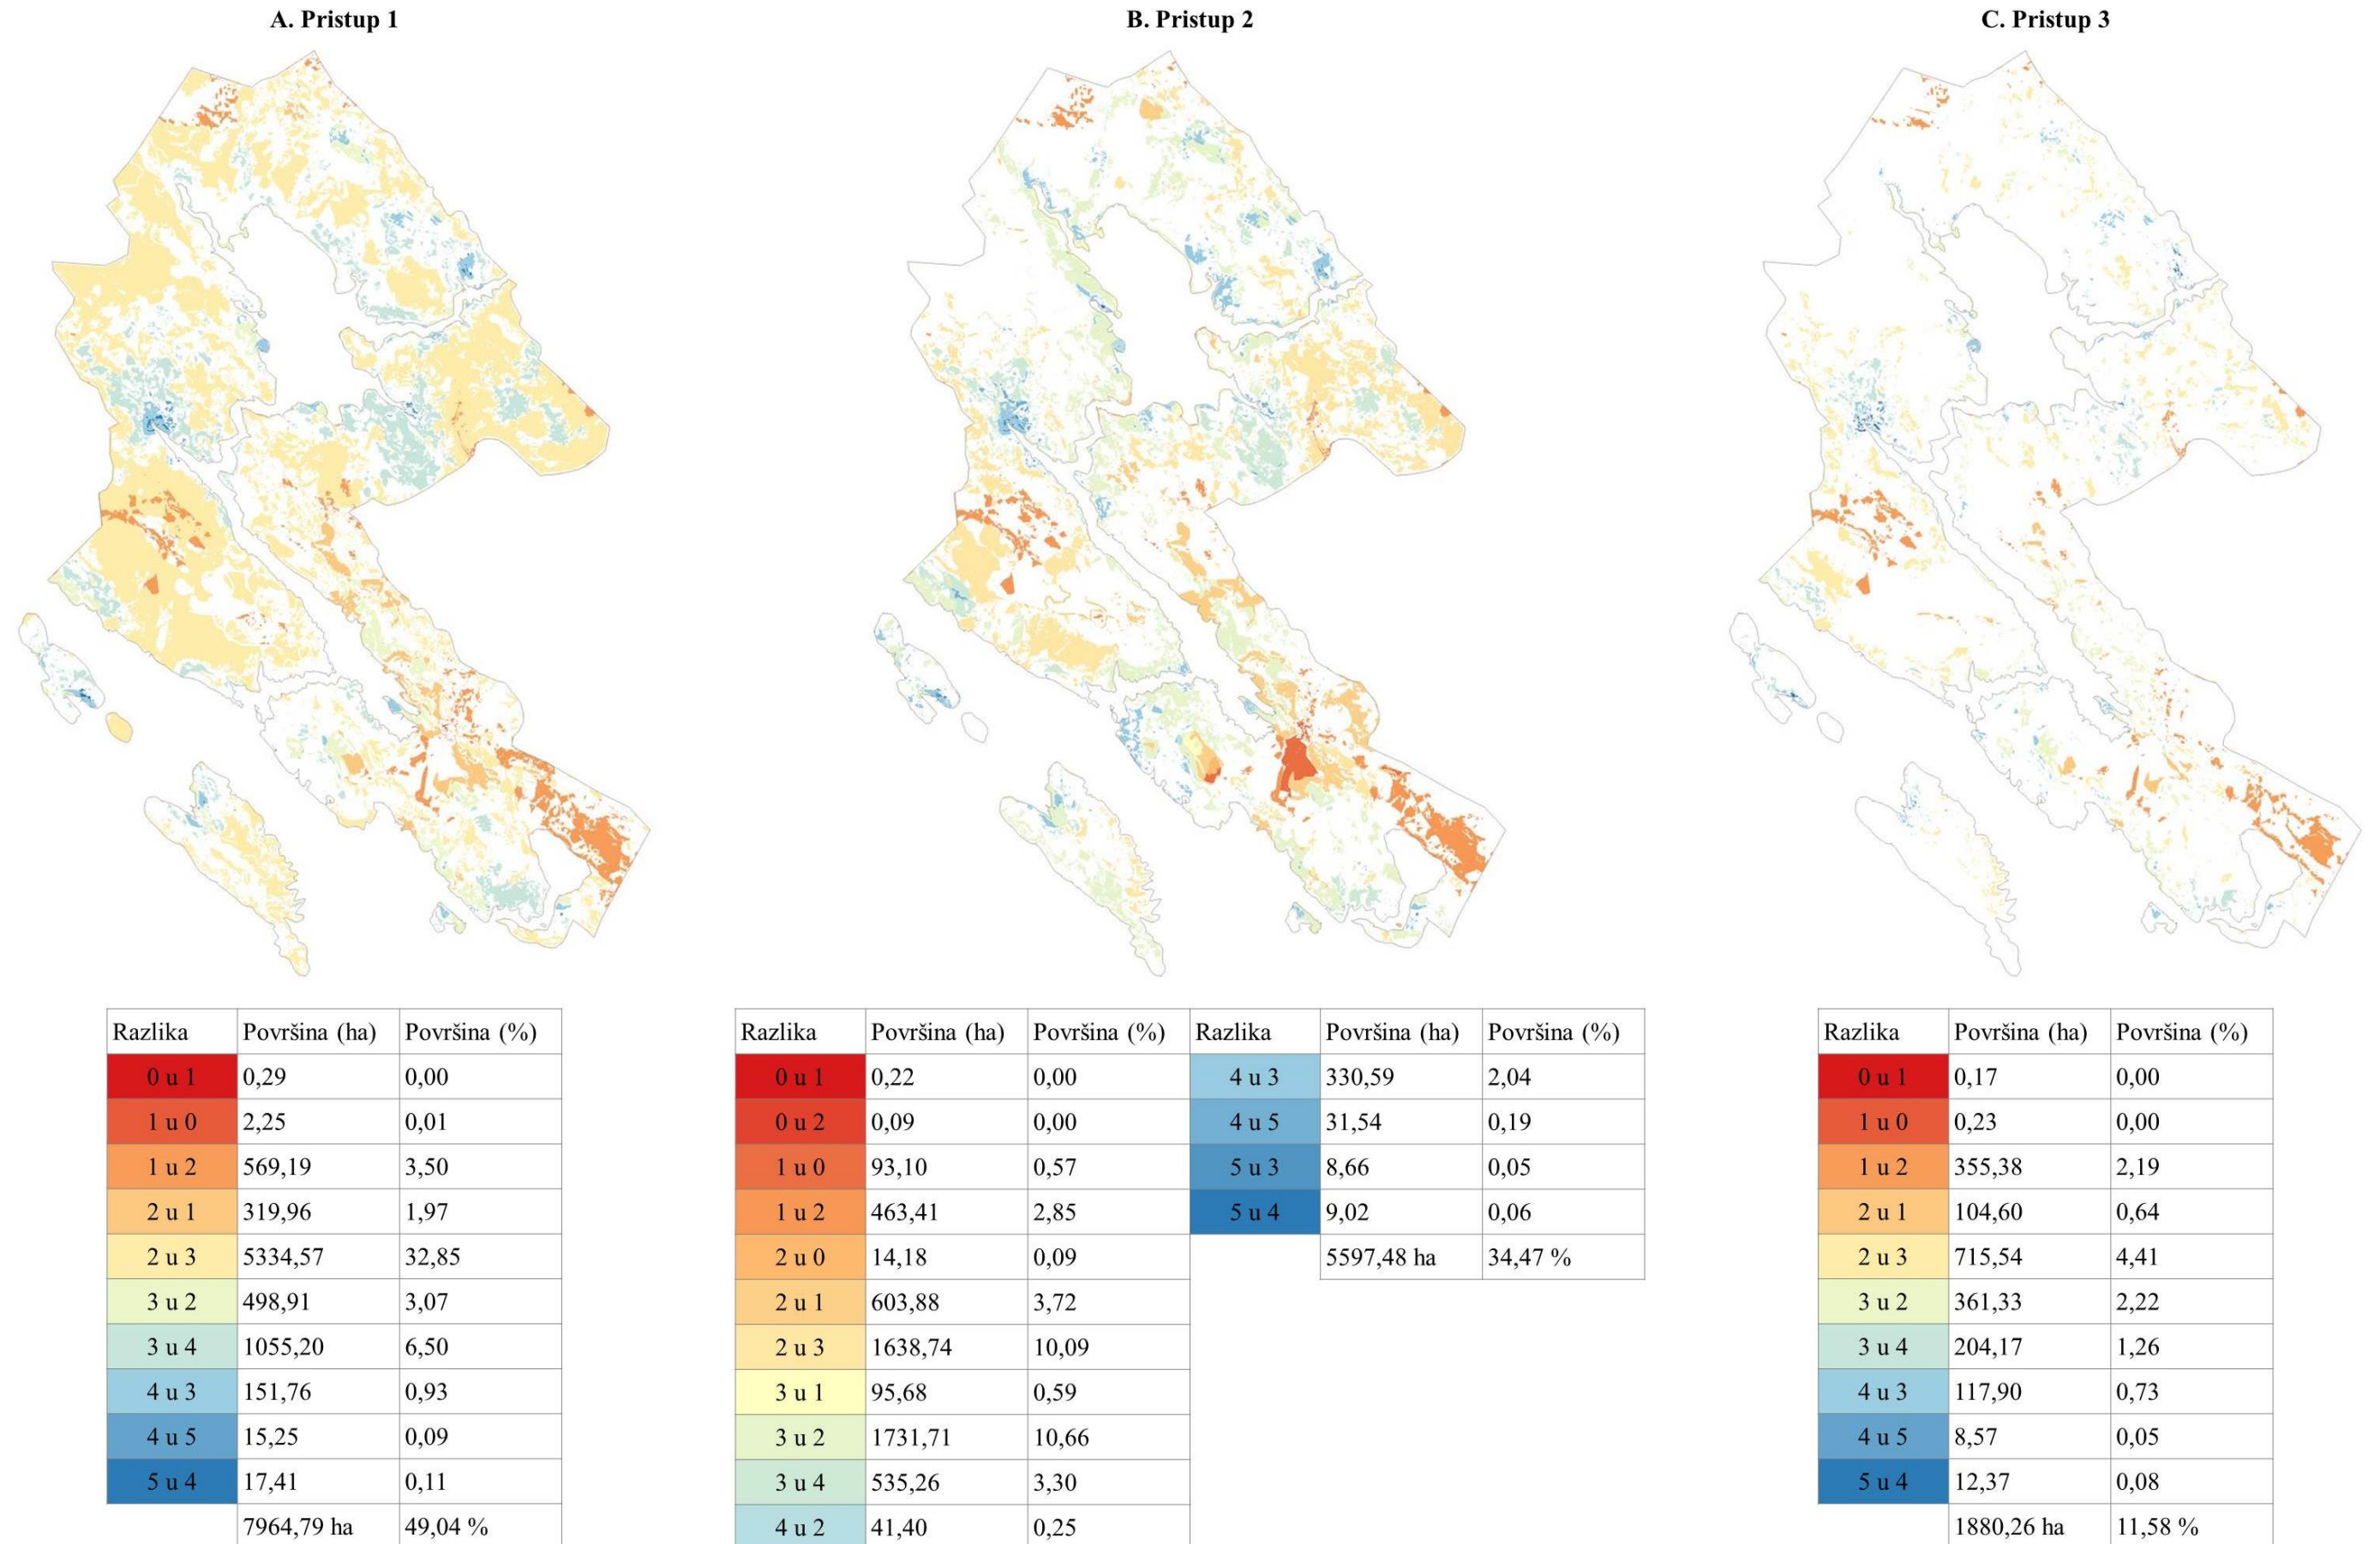 A. Pristup 1
B. Pristup 2
C. Pristup 3
Razlika Površina (ha) Površina (%)
0 u 1 0,29 0,00
1 u 0 2,25 0,01
1 u 2 569,19 3,50
2 u 1 319,96 1,97
2 u 3 5334,57 32,85
3 u 2 498,91 3,07
3 u 4 1055,20 6,50
4 u 3 151,76 0,93
4 u 5 15,25 0,09
5 u 4 17,41 0,11
7964,79 ha 49,04 %
Razlika Površina (ha) Površina (%)
0 u 1 0,22 0,00
0 u 2 0,09 0,00
1 u 0 93,10 0,57
1 u 2 463,41 2,85
2 u 0 14,18 0,09
2 u 1 603,88 3,72
2 u 3 1638,74 10,09
3 u 1 95,68 0,59
3 u 2 1731,71 10,66
3 u 4 535,26 3,30
4 u 2 41,40 0,25
Razlika Površina (ha) Površina (%)
4 u 3 330,59 2,04
4 u 5 31,54 0,19
5 u 3 8,66 0,05
5 u 4 9,02 0,06
5597,48 ha 34,47 %
Razlika Površina (ha) Površina (%)
0 u 1 0,17 0,00
1 u 0 0,23 0,00
1 u 2 355,38 2,19
2 u 1 104,60 0,64
2 u 3 715,54 4,41
3 u 2 361,33 2,22
3 u 4 204,17 1,26
4 u 3 117,90 0,73
4 u 5 8,57 0,05
5 u 4 12,37 0,08
1880,26 ha 11,58 %